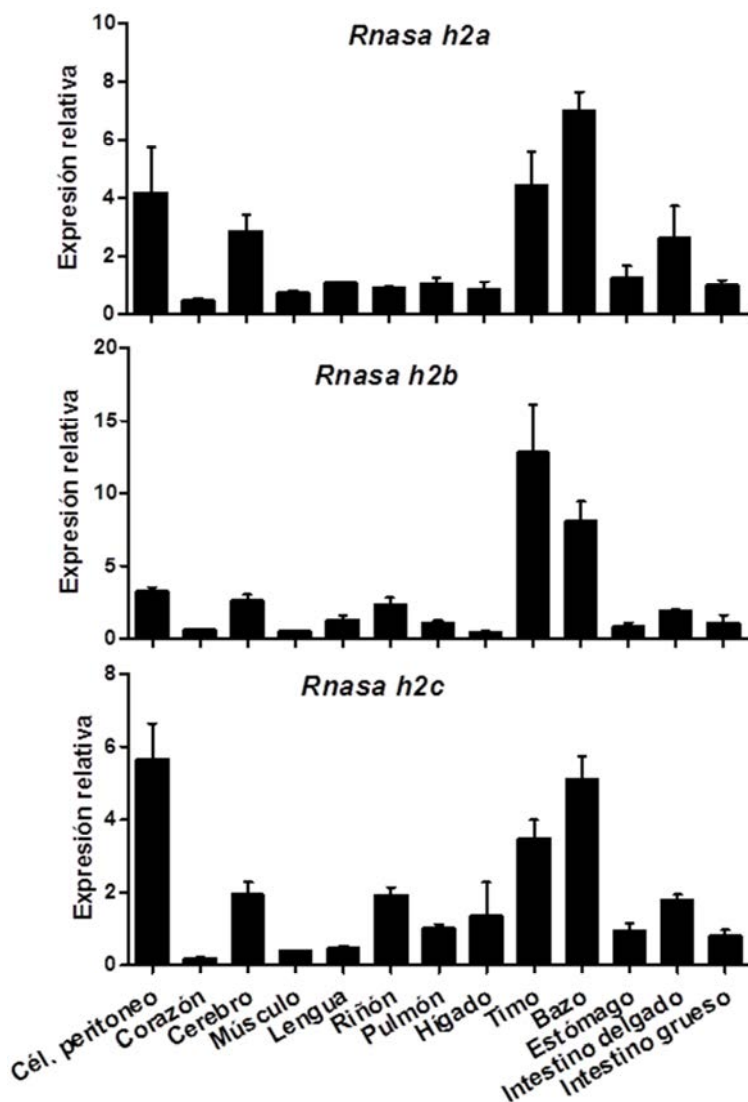 Rnasa h2a
Expresión relativa
10
8
6
4
2
0
Rnasa h2b
Expresión relativa
20
15
10
5
0
Rnasa h2c
Expresión relativa
8
6
4
2
0
Cél. peritoneo
Corazón
Cerebro
Músculo
Lengua
Riñón
Pulmón
Hígado
Timo
Bazo
Estómago
Intestino delgado
Intestino grueso